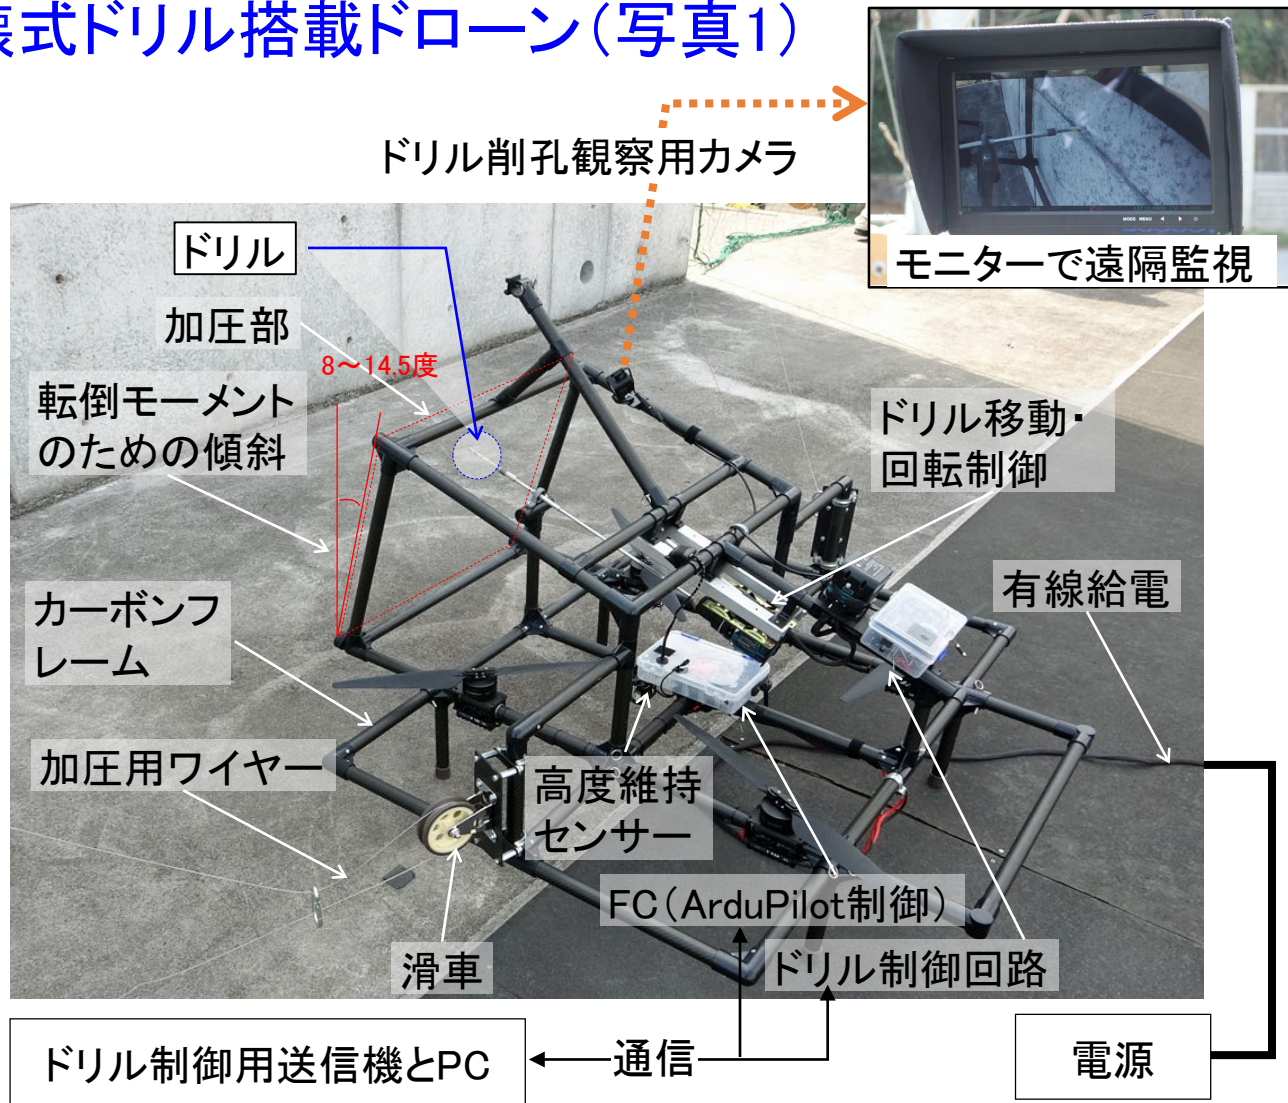 壊式ドリル搭載ドローン(写真1)
ドリル削孔観察用カメラ
MODE MENU
モニターで遠隔監視
ドリル
加圧部
8～14.5度
転倒モーメント
のための傾斜
ドリル移動・
回転制御
カーボンフ
レーム
有線給電
加圧用ワイヤー
高度維持
センサー
FC(ArduPilot制御)
滑車
ドリル制御回路
ドリル制御用送信機とPC
通信
電源